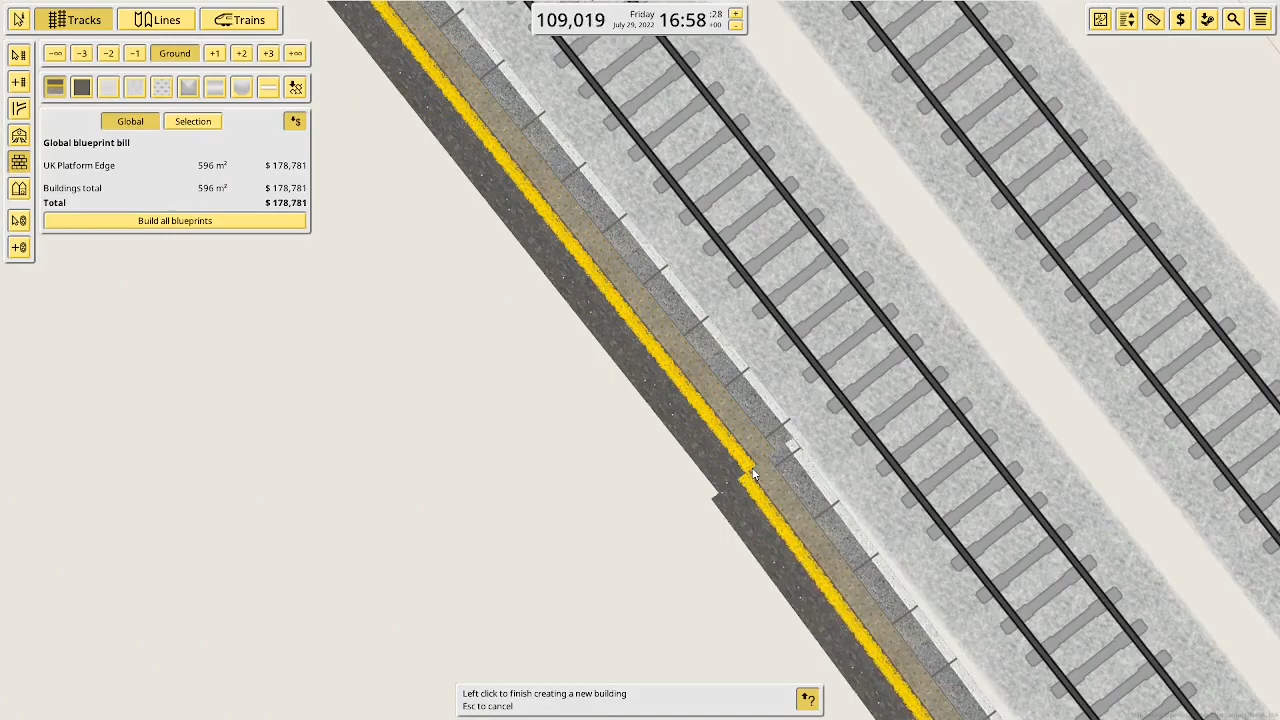 Tracks
Lines
Trains
109,019
Friday
July 29, 2022
16:58
:28
+00
+
-
$
-∞
-3
-2
-1
Ground
+1
+2
+3
+∞
Global
Selection
$
Global blueprint bill
UK Platform Edge 596 m² $ 178,781
Buildings total 596 m² $ 178,781
Total $ 178,781
Build all blueprints
Left click to finish creating a new building
Esc to cancel
?